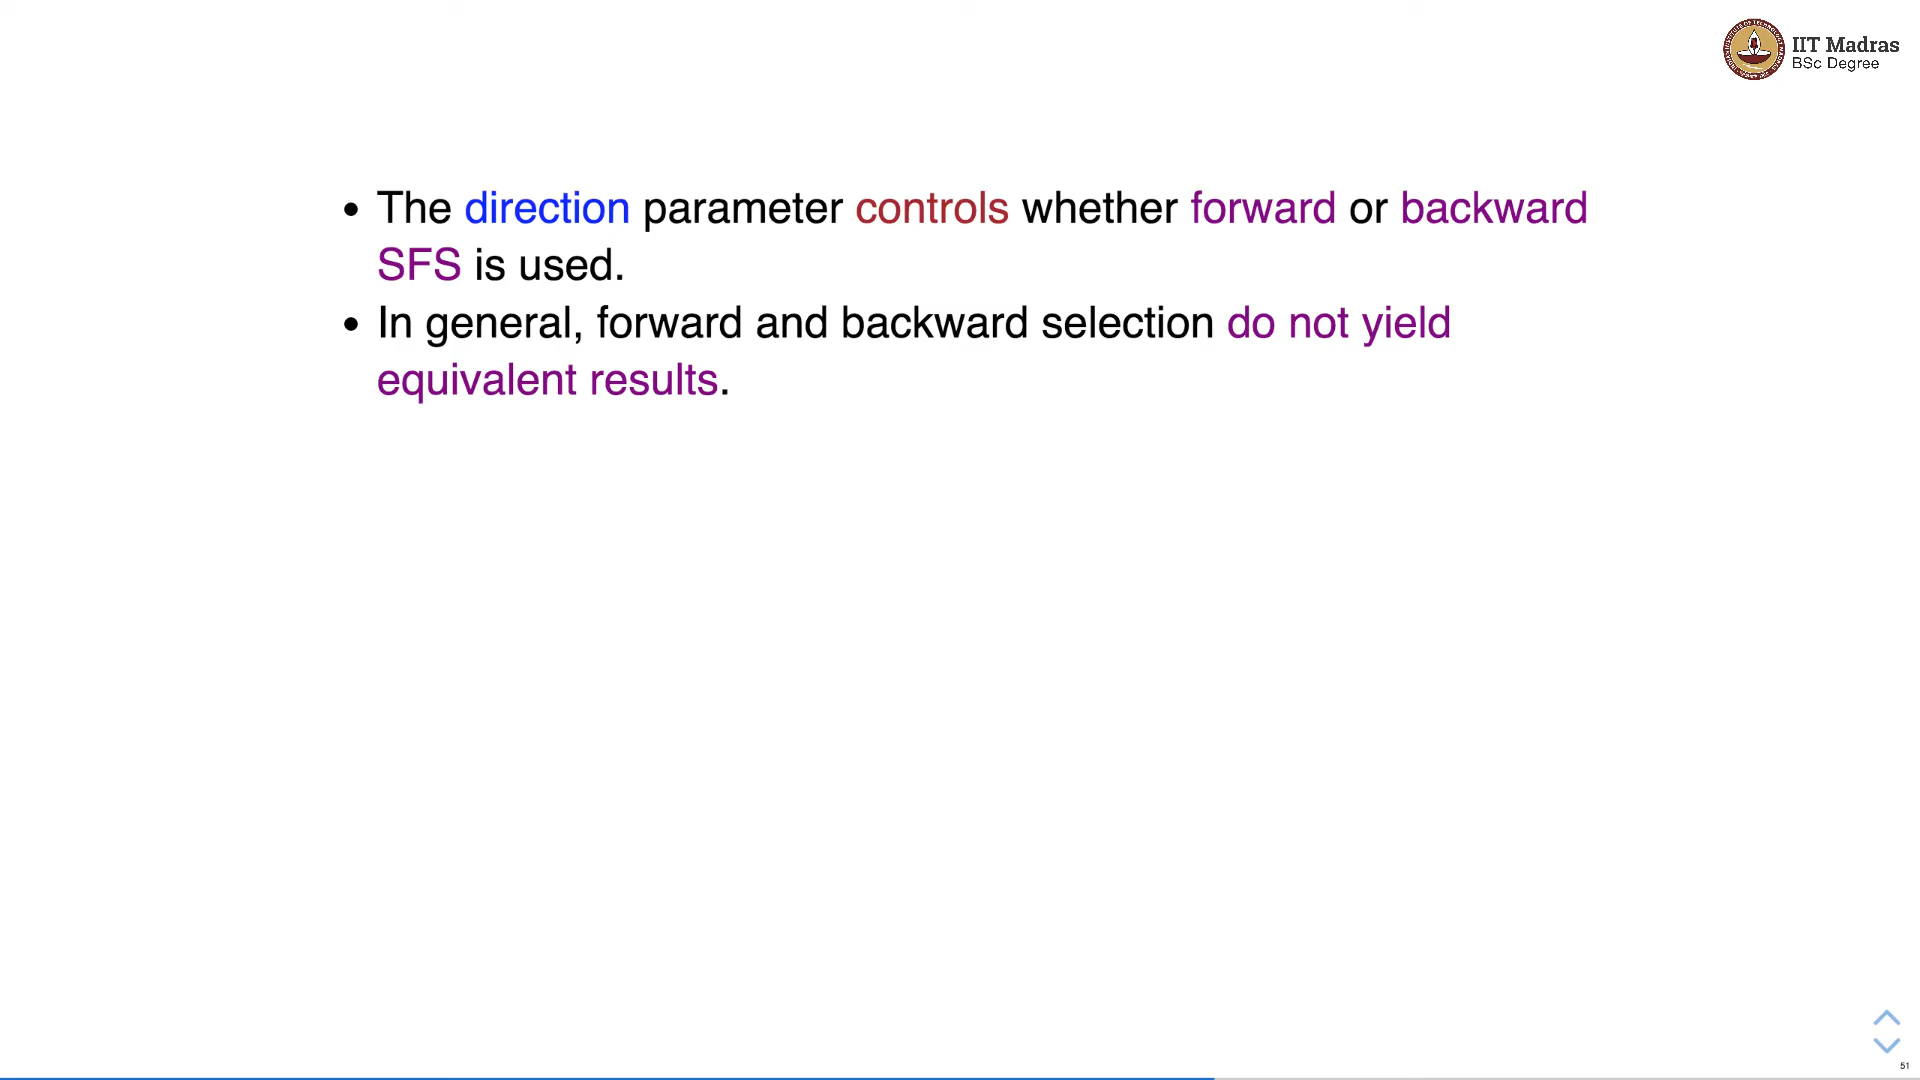 IIT Madras
BSc Degree
• The direction parameter controls whether forward or backward
SFS is used.
• In general, forward and backward selection do not yield
equivalent results.
51